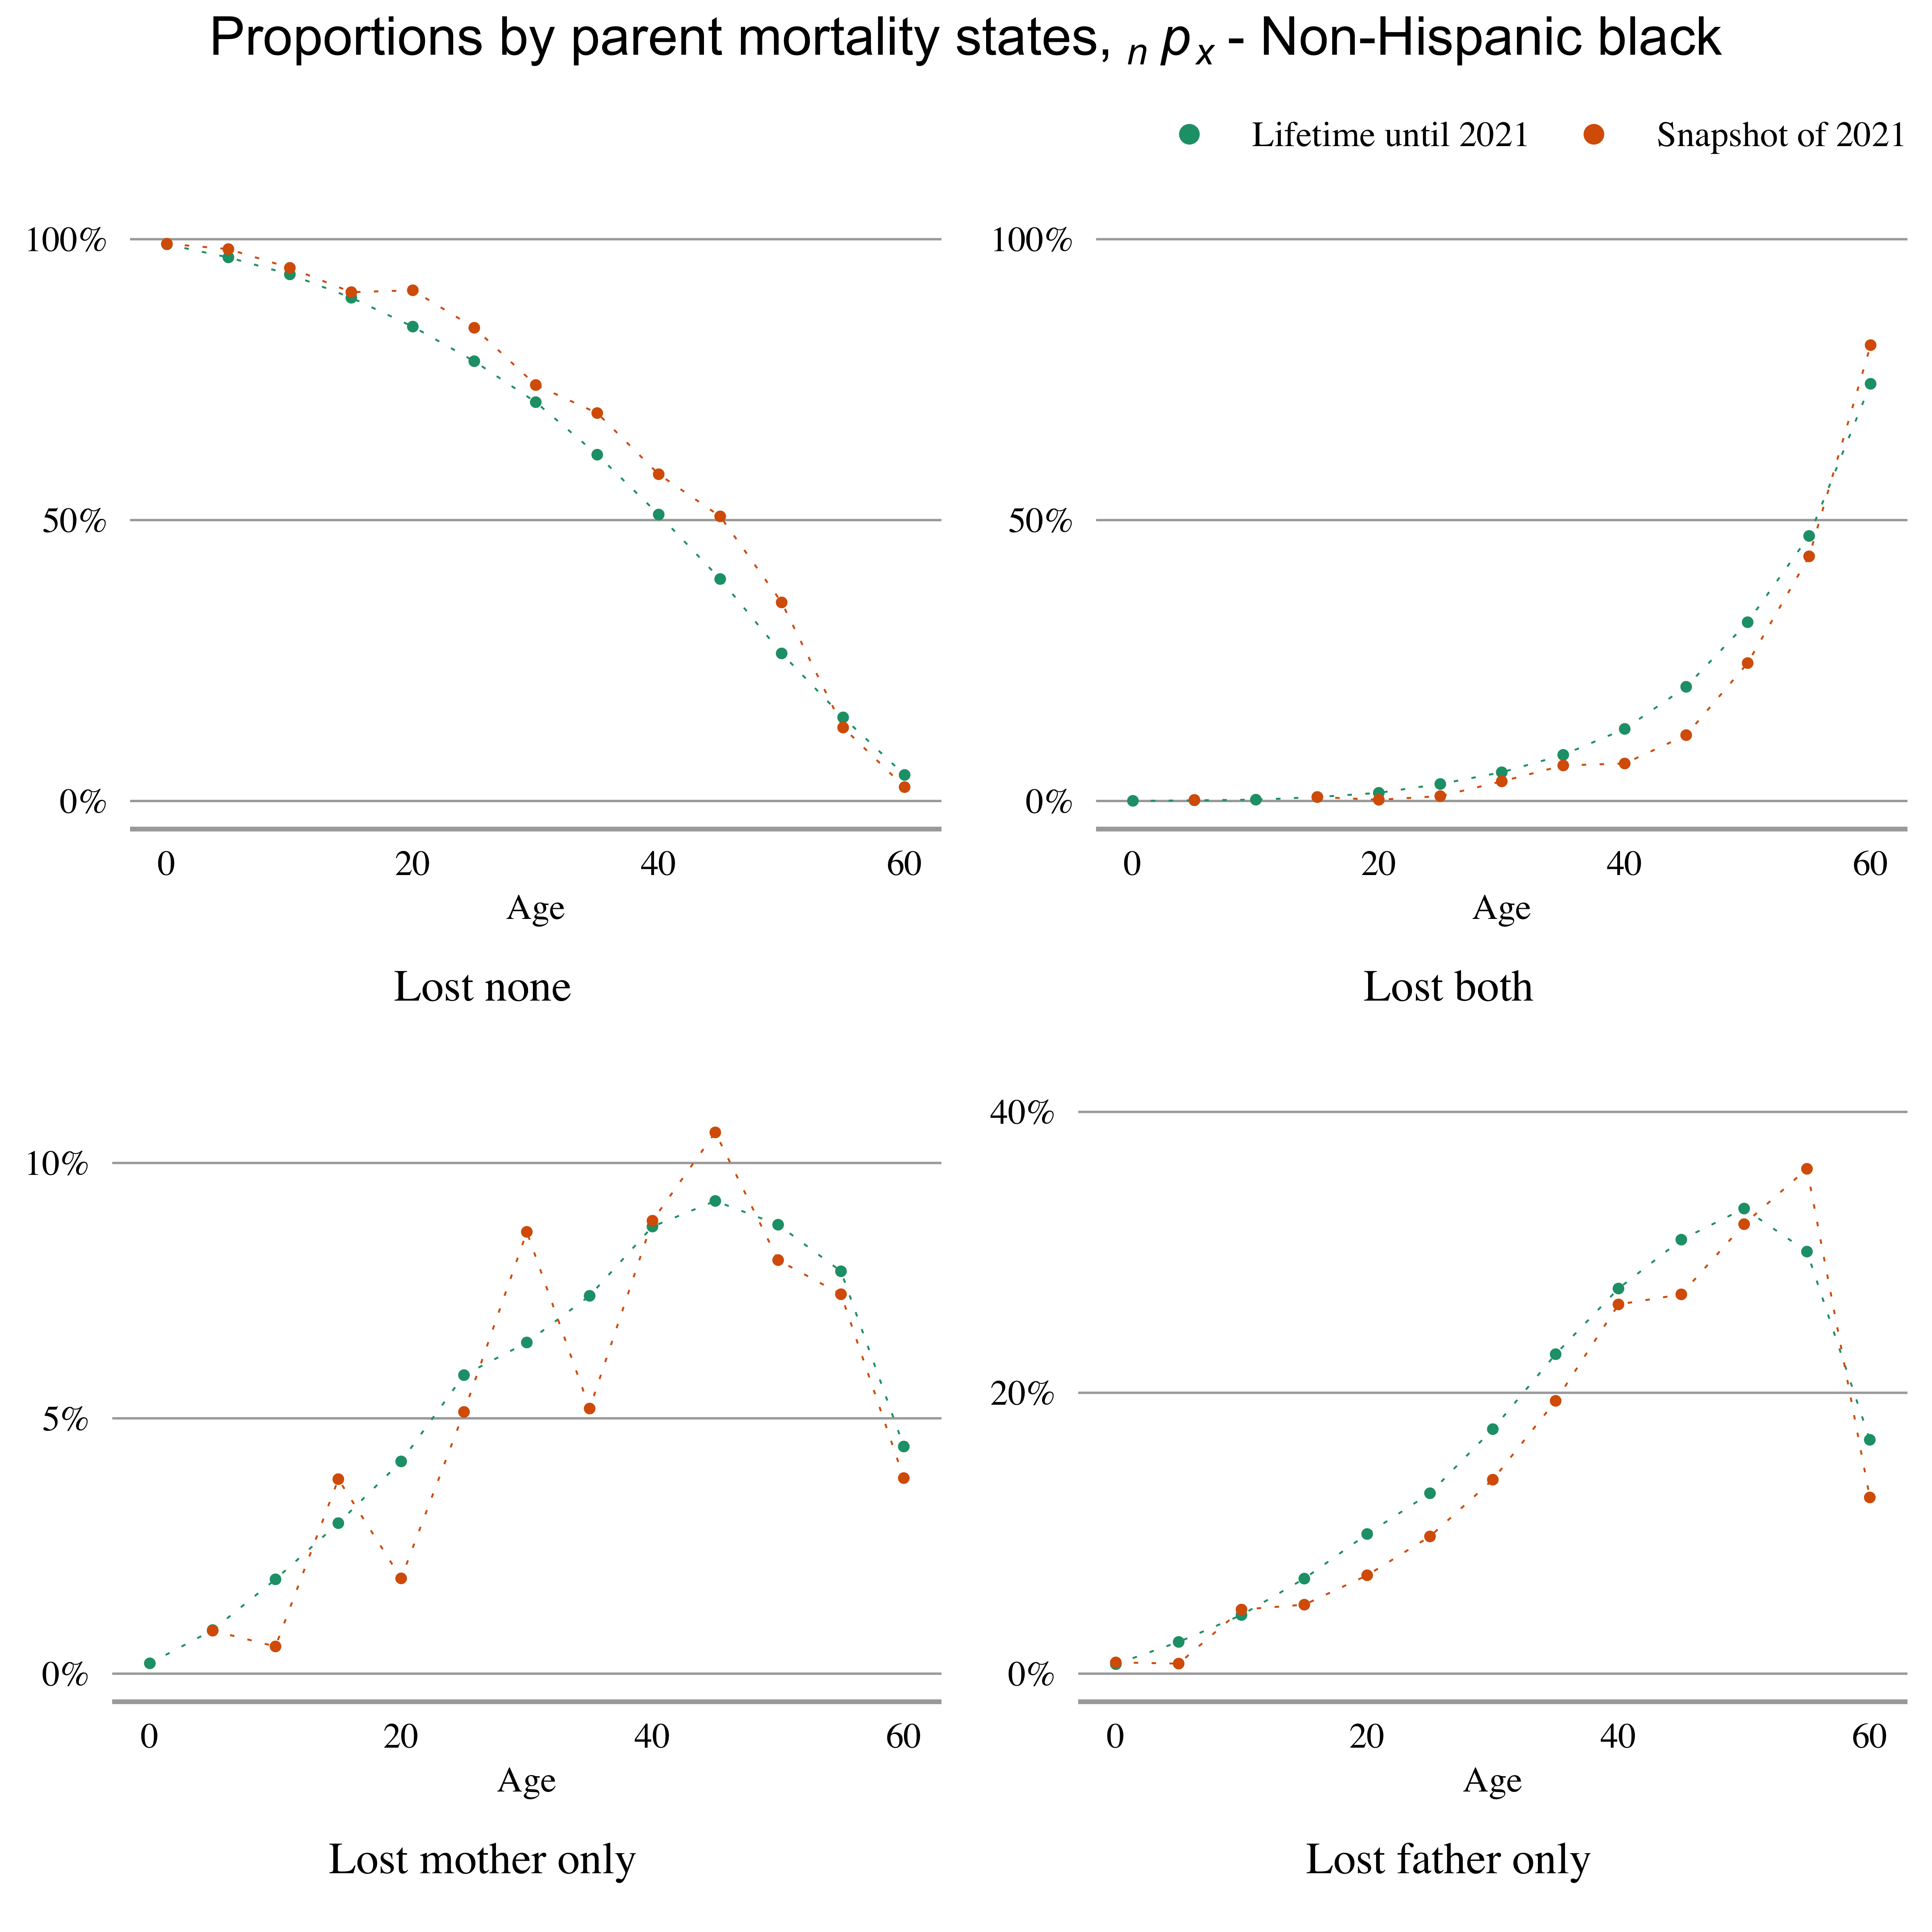 Proportions by parent mortality states, n p x - Non-Hispanic black
Lifetime until 2021 Snapshot of 2021
100%
50%
0%
0 20 40 60
Age
Lost none
100%
50%
0%
0 20 40 60
Age
Lost both
10%
5%
0%
0 20 40 60
Age
Lost mother only
40%
20%
0%
0 20 40 60
Age
Lost father only